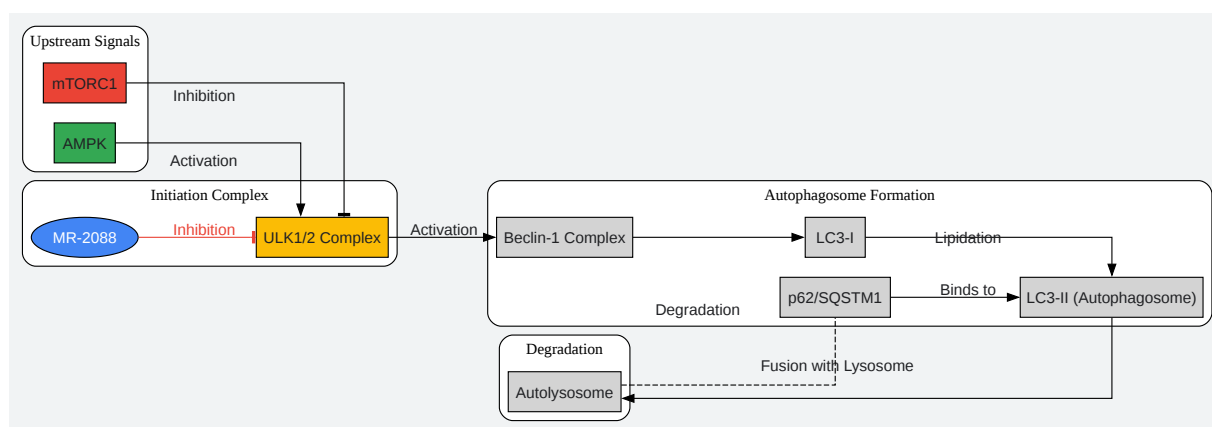 Upstream Signals
mTORC1
Inhibition
AMPK
Activation
Initiation Complex
MR-2088
Inhibition
ULK1/2 Complex
Activation
Autophagosome Formation
Beclin-1 Complex
LC3-I
Lipidation
p62/SQSTM1
Binds to
LC3-II (Autophagosome)
Degradation
Degradation
Fusion with Lysosome
Autolysosome